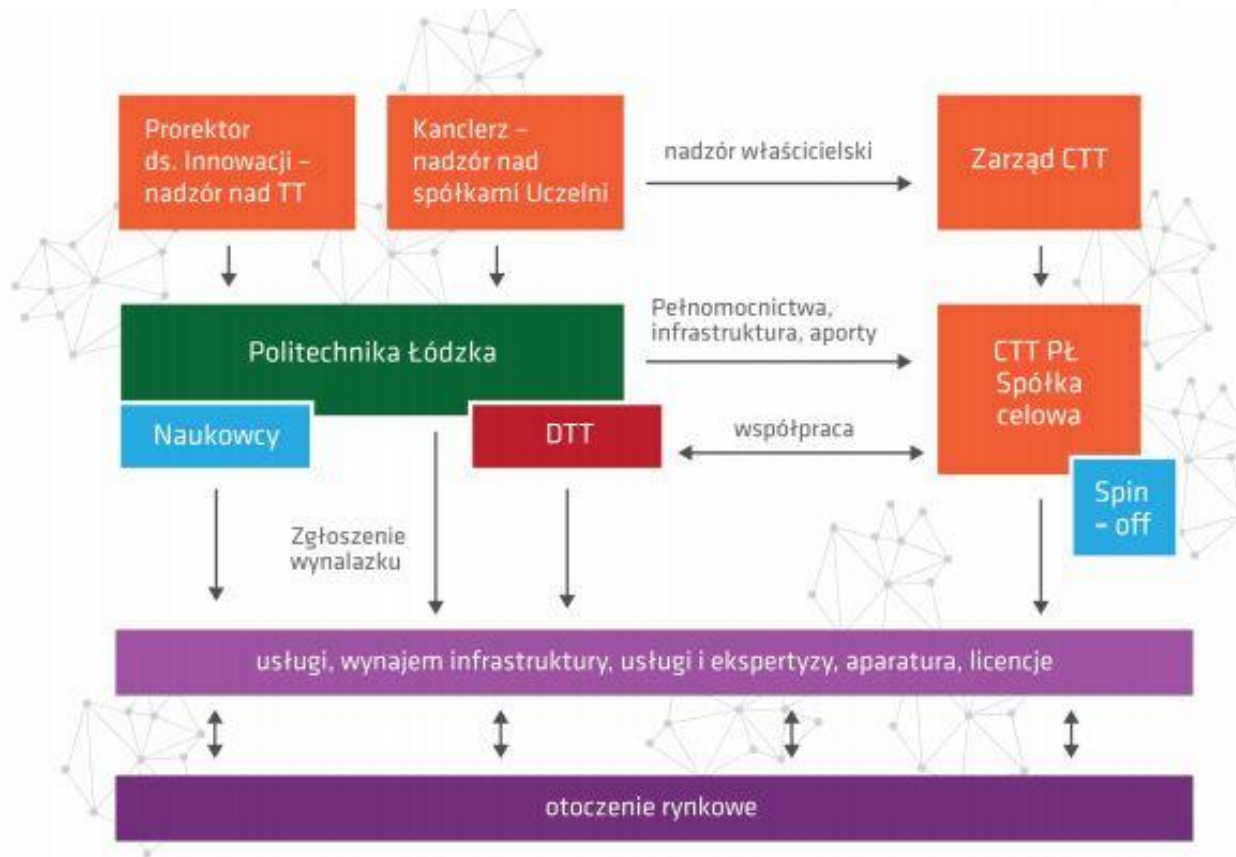 Prorektor
ds. Innowacji –
nadzór nad TT
Kanclerz –
nadzór nad
spółkami Uczelni
nadzór właścicielski
Zarząd CTT
Politechnika Łódzka
Pełnomocnictwa,
infrastruktura, aporty
CTT PŁ
Spółka
celowa
Naukowcy
DTT
współpraca
Spin
– off
Zgłoszenie
wynalazku
usługi, wynajem infrastruktury, usługi i ekspertyzy, aparatura, licencje
otoczenie rynkowe